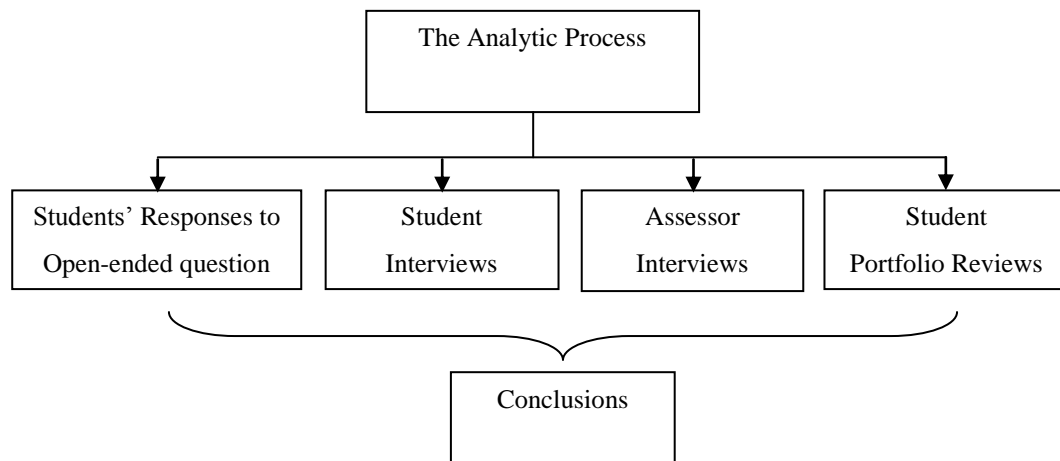 The Analytic Process
Students’ Responses to
Open-ended question
Student
Interviews
Assessor
Interviews
Student
Portfolio Reviews
Conclusions